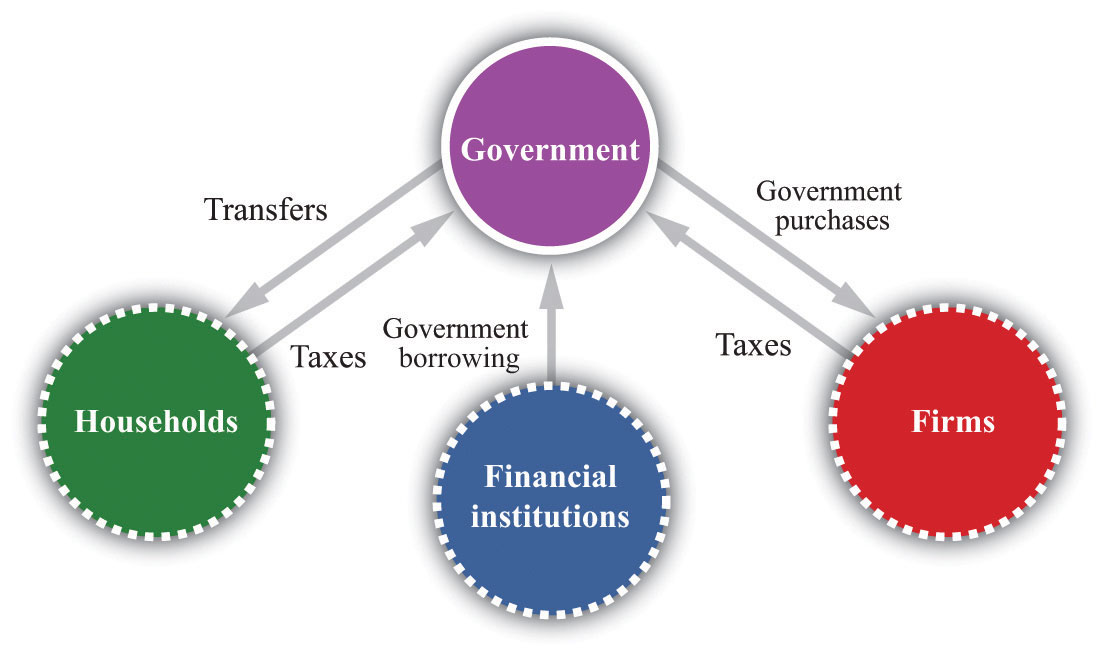 Government
Transfers
Government
purchases
Government
borrowing
Taxes
Taxes
Households
Financial
institutions
Firms